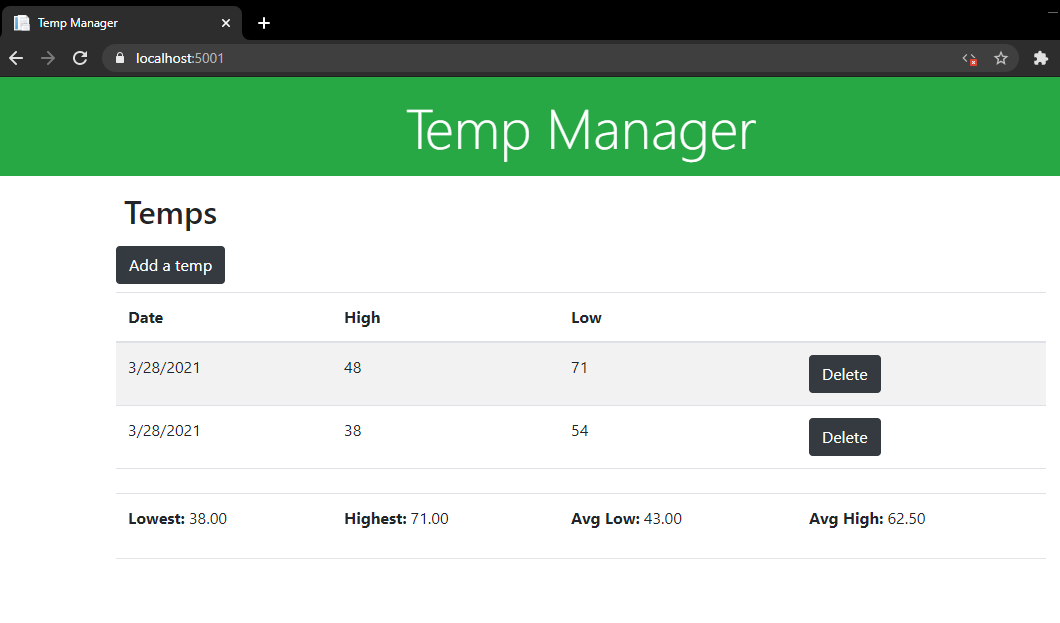 Temp Manager
localhost:5001
Temp Manager
Temps
Add a temp
Date High Low
3/28/2021 48 71 Delete
3/28/2021 38 54 Delete
Lowest: 38.00 Highest: 71.00 Avg Low: 43.00 Avg High: 62.50